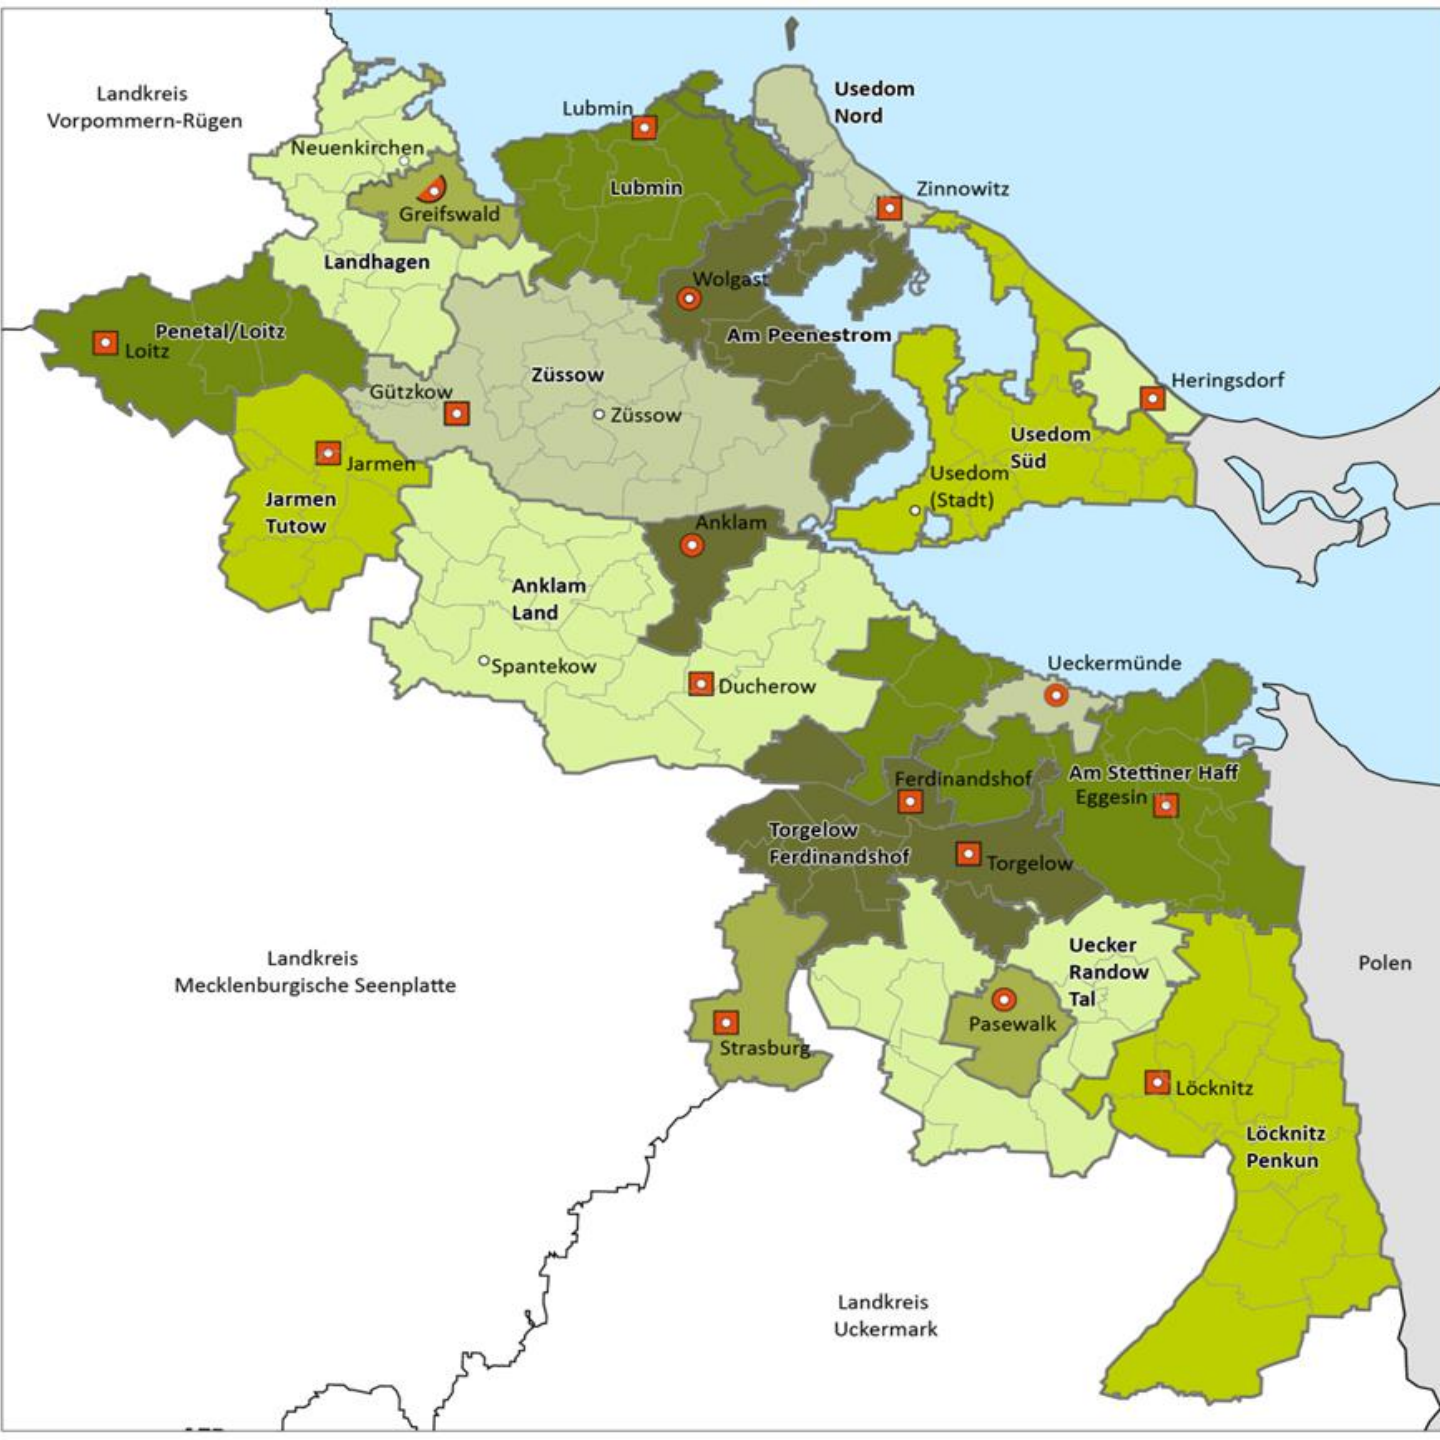 Landkreis
Vorpommern-Rügen
Usedom
Nord
Lubmin
Neuenkirchen
Lubmin
Zinnowitz
Greifswald
Landhagen
Wolgast
Penetal/Loitz
Loitz
Am Peenestrom
Züssow
Gützkow
Züssow
Heringsdorf
Usedom
Süd
Jarmen
Usedom
(Stadt)
Jarmen
Tutow
Anklam
Anklam
Land
Spantekow
Ducherow
Ueckermünde
Ferdinandshof
Am Stettiner Haff
Eggesin
Torgelow
Ferdinandshof
Torgelow
Uecker
Randow
Tal
Landkreis
Mecklenburgische Seenplatte
Polen
Pasewalk
Strasburg
Löcknitz
Löcknitz
Penkun
Landkreis
Uckermark